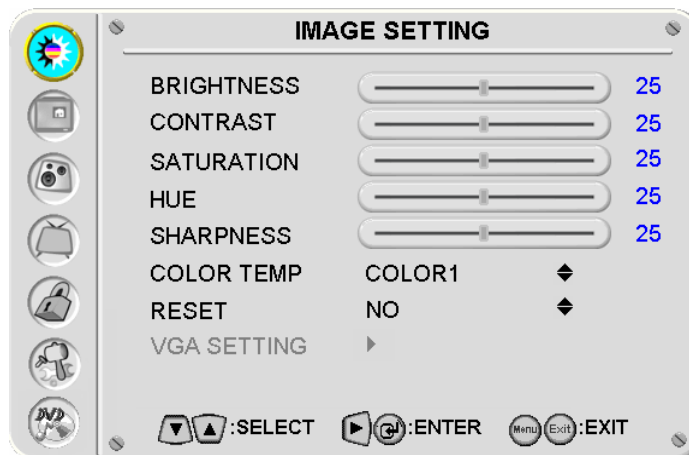 IMAGE SETTING
BRIGHTNESS 25
CONTRAST 25
SATURATION 25
HUE 25
SHARPNESS 25
COLOR TEMP COLOR1
RESET NO
VGA SETTING
DVD :SELECT :ENTER Menu Exit :EXIT